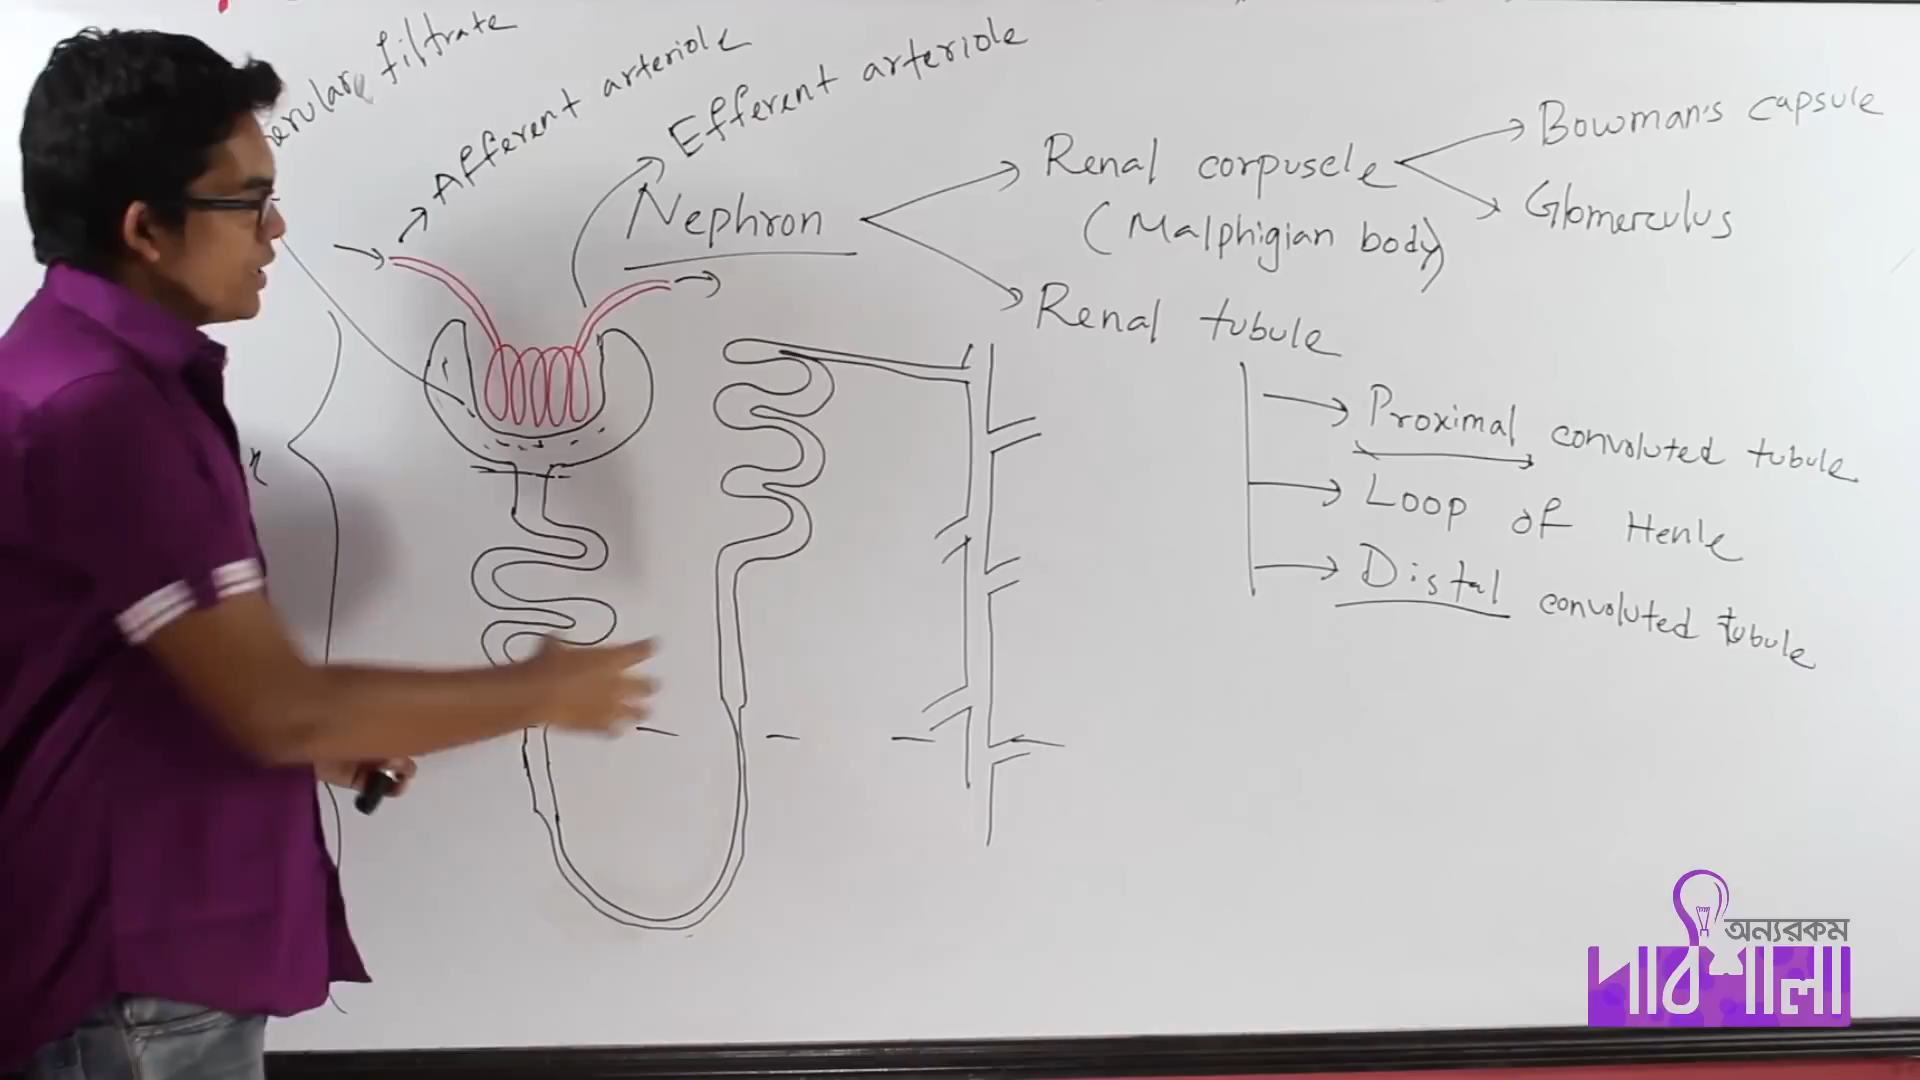 filtrate
Afferent arteriole
Efferent arteriole
Nephron
Renal corpuscle
(Malphigian body)
Bowman's capsule
Glomerculus
Renal tubule
Proximal convoluted tubule
Loop of Henle
Distal convoluted tubule
অন্যরকম
পাঠশালা